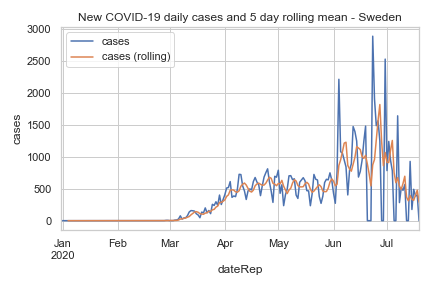 New COVID-19 daily cases and 5 day rolling mean - Sweden
cases
cases (rolling)
3000
2500
2000
1500
1000
500
0
cases
Jan
2020
Feb
Mar
Apr
May
Jun
Jul
dateRep